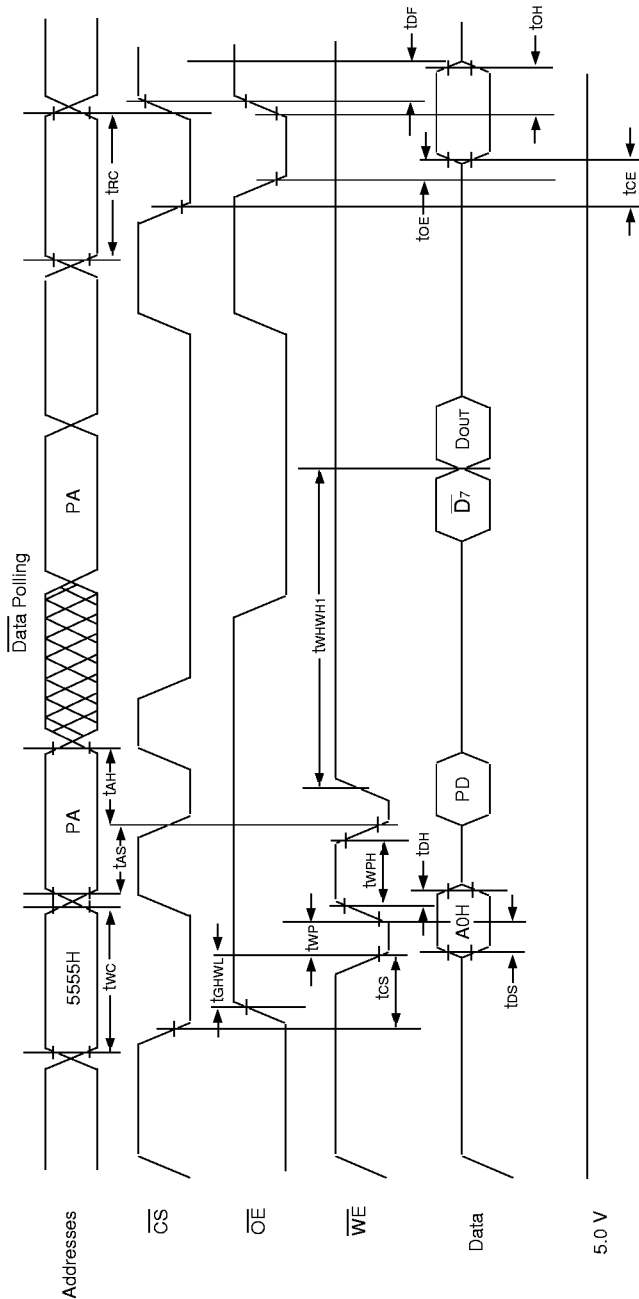 Data Polling
Addresses
5555H
PA
PA
tWC
tAS
tAH
tRC
CS
OE
tGHWL
WE
tWP
tCS
tWPH
tWHWH1
Data
A0H
PD
D7
DOUT
tDS
tDH
tOE
tDF
tCE
tOH
5.0 V